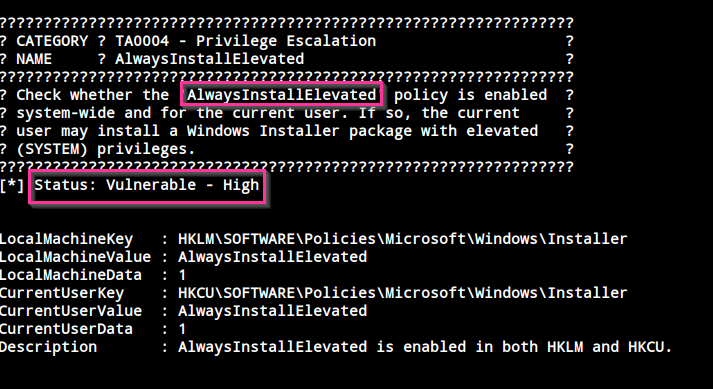 ????????????????????????????????????????????????????????????????
? CATEGORY ? TA0004 - Privilege Escalation                     ?
? NAME     ? AlwaysInstallElevated                             ?
????????????????????????????????????????????????????????????????
? Check whether the AlwaysInstallElevated policy is enabled  ?
? system-wide and for the current user. If so, the current     ?
? user may install a Windows Installer package with elevated   ?
? (SYSTEM) privileges.                                         ?
????????????????????????????????????????????????????????????????
[*] Status: Vulnerable - High
LocalMachineKey   : HKLM\SOFTWARE\Policies\Microsoft\Windows\Installer
LocalMachineValue : AlwaysInstallElevated
LocalMachineData  : 1
CurrentUserKey    : HKCU\SOFTWARE\Policies\Microsoft\Windows\Installer
CurrentUserValue  : AlwaysInstallElevated
CurrentUserData   : 1
Description       : AlwaysInstallElevated is enabled in both HKLM and HKCU.